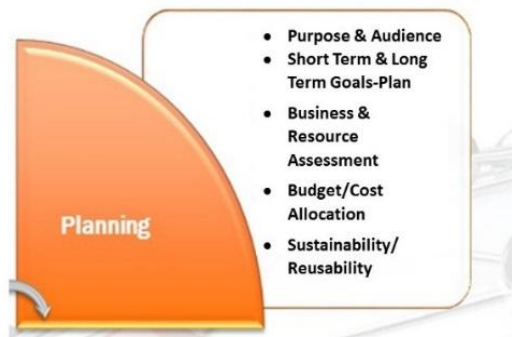 • Purpose & Audience
• Short Term & Long
Term Goals-Plan
• Business &
Resource
Assessment
• Budget/Cost
Allocation
• Sustainability/
Reusability
Planning